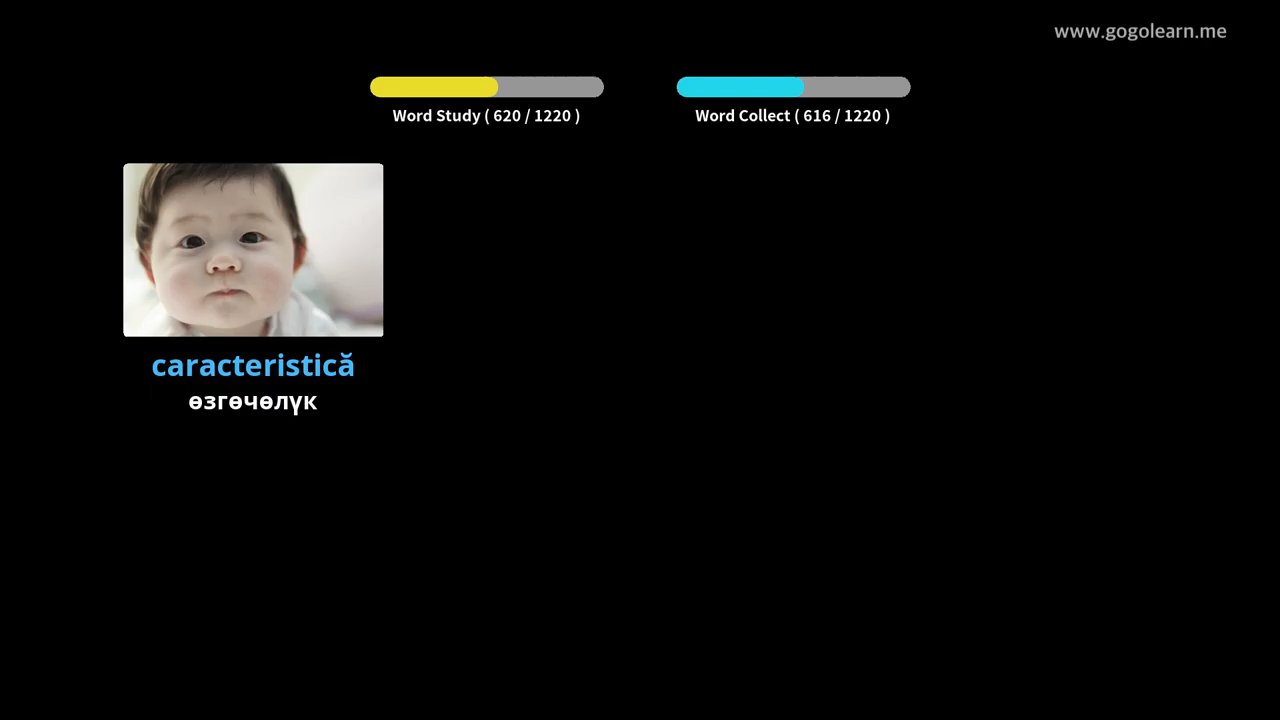 www.gogolearn.me
Word Study ( 620 / 1220 )
Word Collect ( 616 / 1220 )
caracteristică
өзгөчөлүк